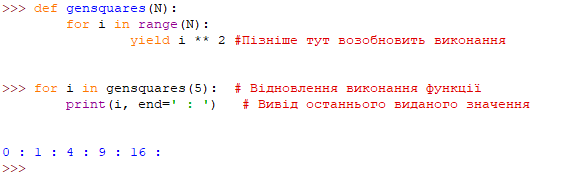 >>> def gensquares(N):
for i in range(N):
yield i ** 2 #Пізніше тут возобновить виконання
>>> for i in gensquares(5): # Відновлення виконання функції
print(i, end=' : ') # Вивід останнього виданого значення
0 : 1 : 4 : 9 : 16 :
>>>